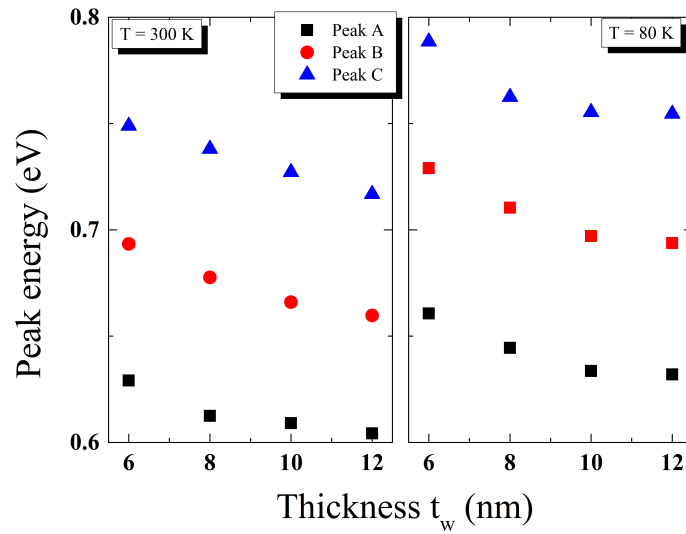 T = 300 K
Peak A
Peak B
Peak C
T = 80 K
0.8
0.7
0.6
Peak energy (eV)
6 8 10 12
6 8 10 12
Thickness t_w (nm)